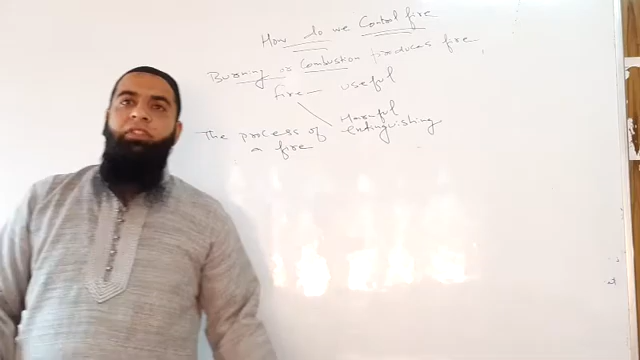 How do we Control fire
Burning or Combustion produces fire
fire — useful
Harmful
The process of extinguishing
a fire